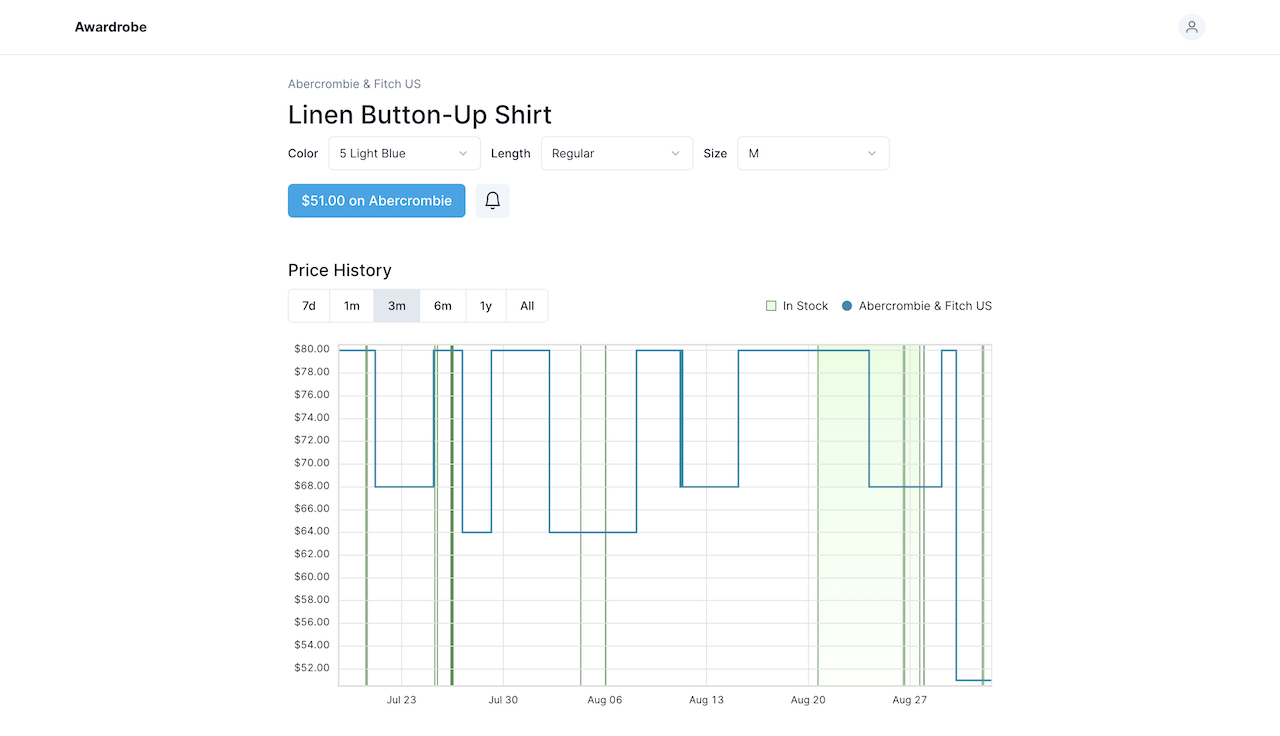 Awardrobe
Abercrombie & Fitch US
Linen Button-Up Shirt
Color 5 Light Blue Length Regular Size M
$51.00 on Abercrombie
Price History
7d 1m 3m 6m 1y All In Stock Abercrombie & Fitch US
$80.00
$78.00
$76.00
$74.00
$72.00
$70.00
$68.00
$66.00
$64.00
$62.00
$60.00
$58.00
$56.00
$54.00
$52.00
Jul 23 Jul 30 Aug 06 Aug 13 Aug 20 Aug 27